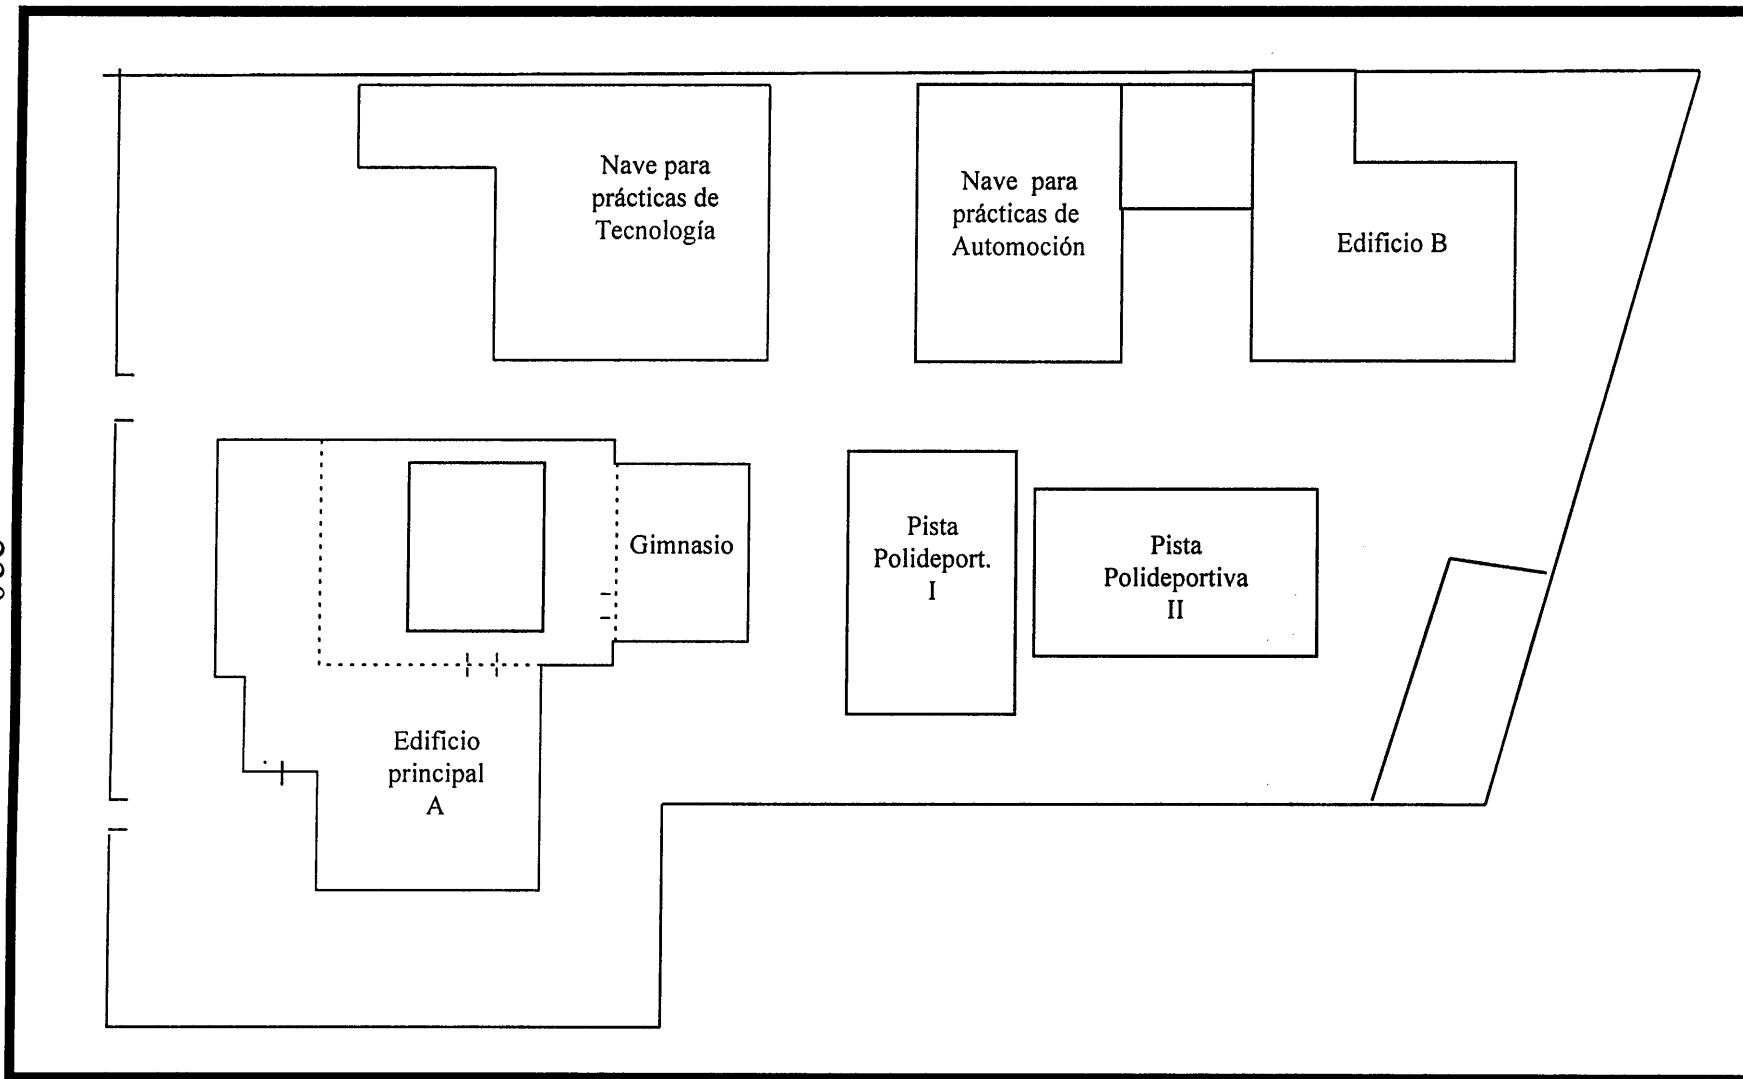 Nave para
prácticas de
Tecnología
Nave para
prácticas de
Automoción
Edificio B
Gimnasio
Pista
Polideport.
I
Pista
Polideportiva
II
Edificio
principal
A